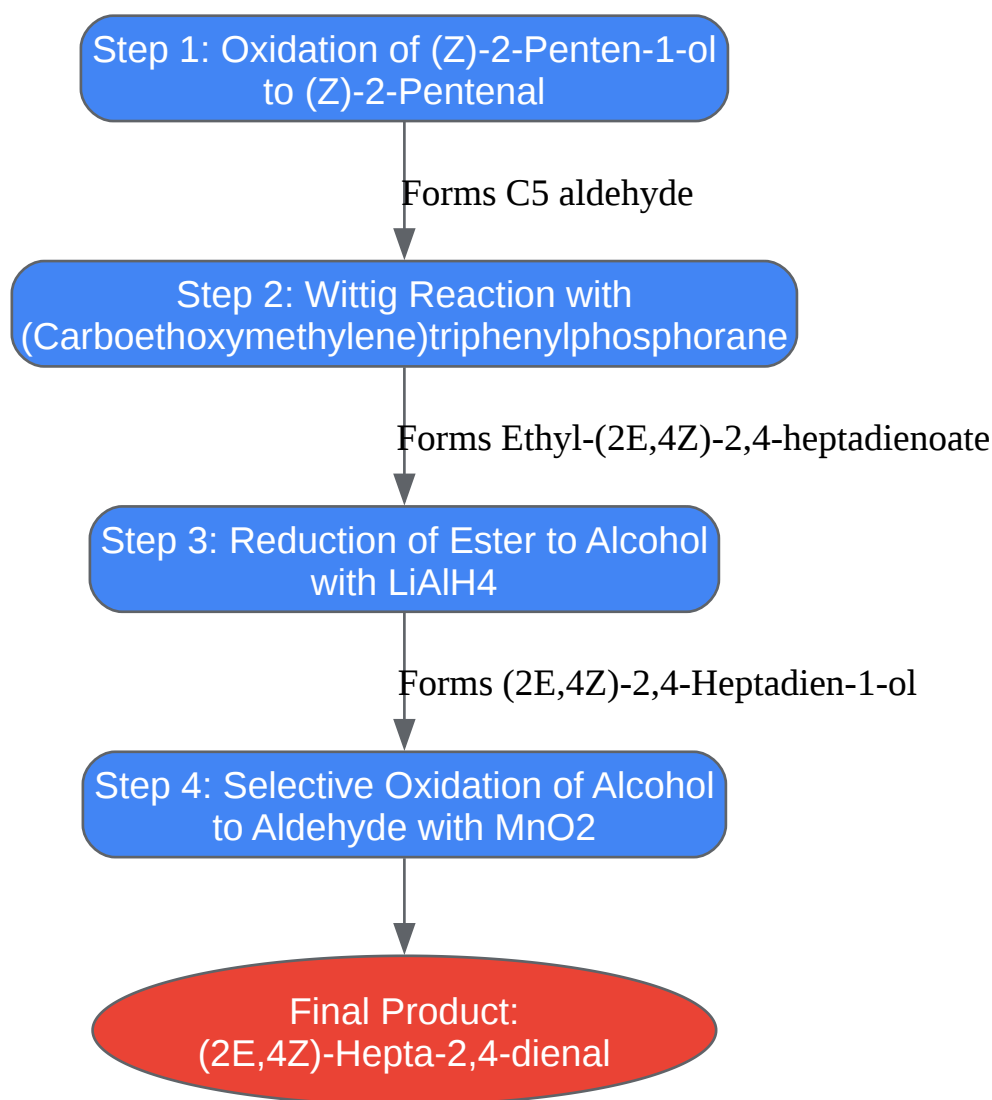 Step 1: Oxidation of (Z)-2-Penten-1-ol
to (Z)-2-Pentenal
Forms C5 aldehyde
Step 2: Wittig Reaction with
(Carboethoxymethylene)triphenylphosphorane
Forms Ethyl-(2E,4Z)-2,4-heptadienoate
Step 3: Reduction of Ester to Alcohol
with LiAlH4
Forms (2E,4Z)-2,4-Heptadien-1-ol
Step 4: Selective Oxidation of Alcohol
to Aldehyde with MnO2
Final Product:
(2E,4Z)-Hepta-2,4-dienal